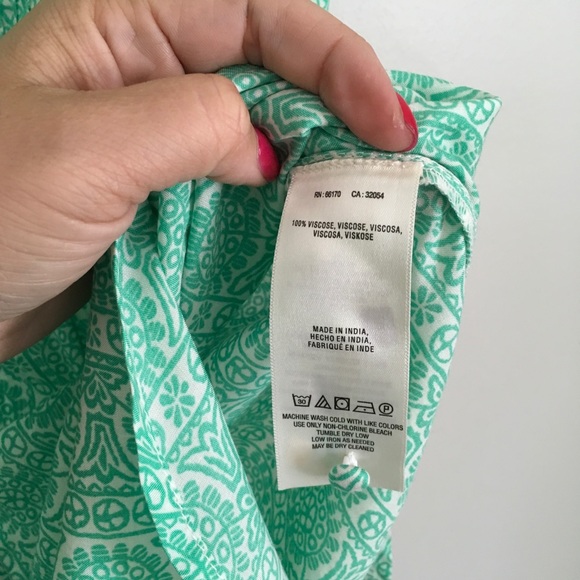 RN: 66170 CA: 32054
100% VISCOSE, VISCOSE, VISCOSA,
VISCOSA, VISKOSE
MADE IN INDIA,
HECHO EN INDIA,
FABRIQUÉ EN INDE
30 P
MACHINE WASH COLD WITH LIKE COLORS
USE ONLY NON-CHLORINE BLEACH
TUMBLE DRY LOW
LOW IRON AS NEEDED
MAY BE DRY CLEANED